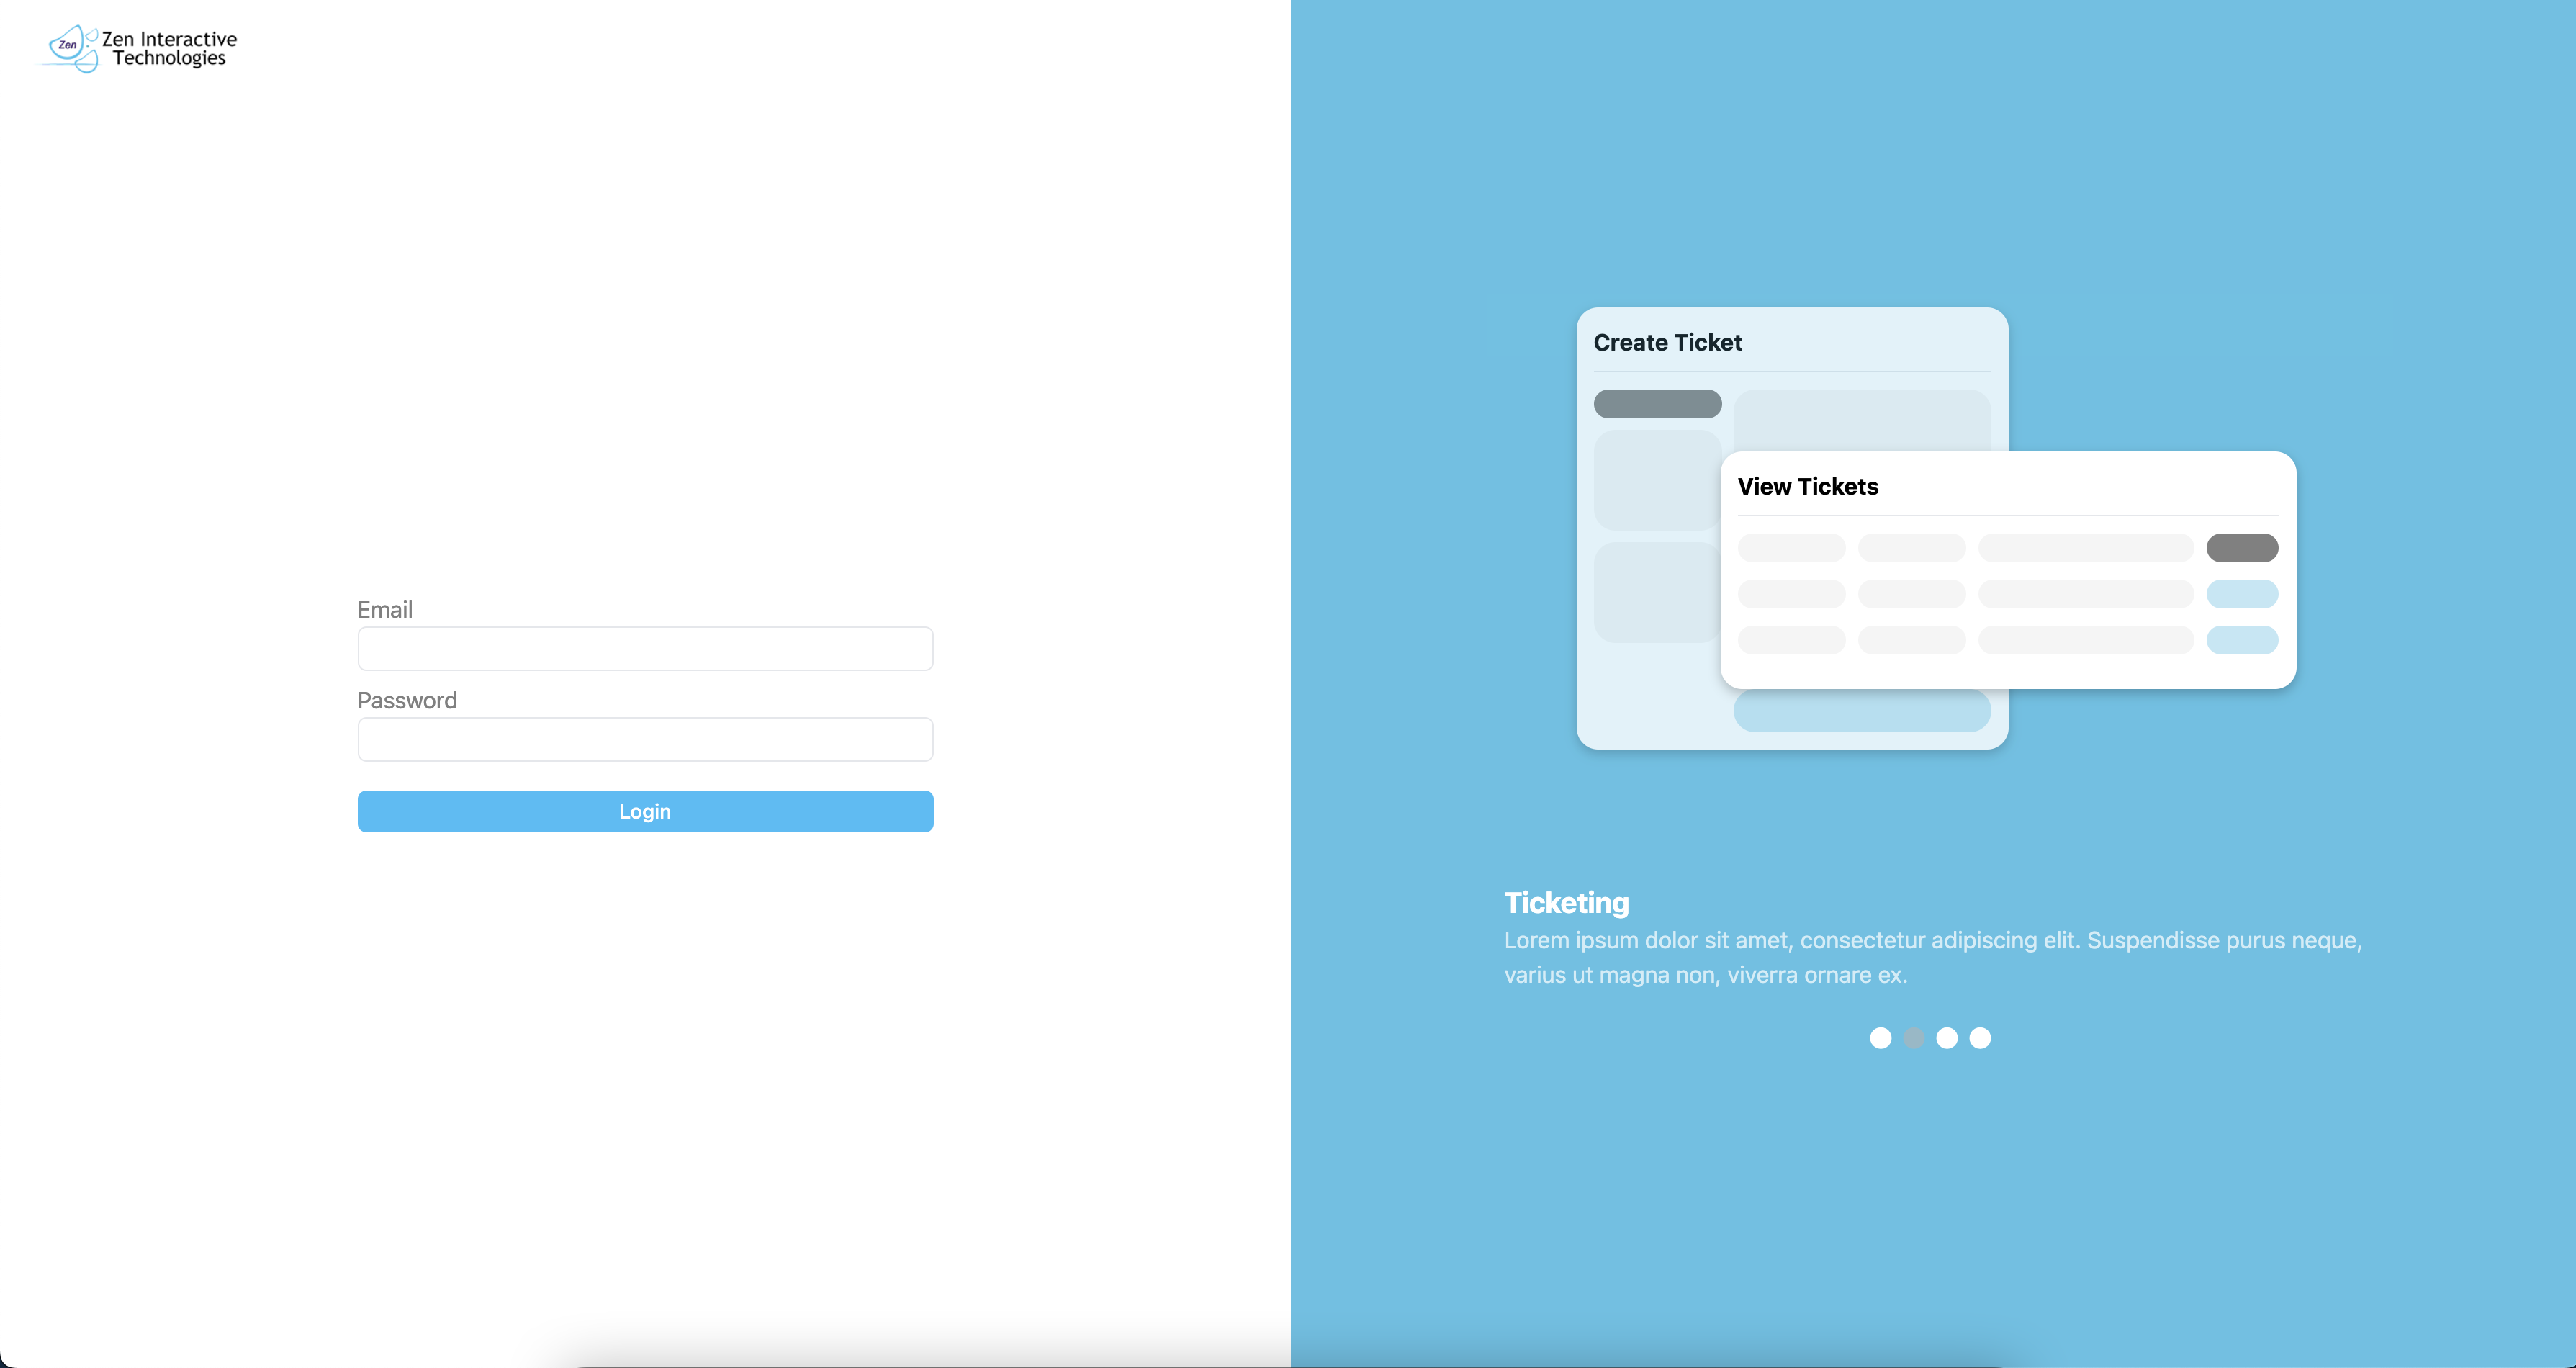 Zen
Zen Interactive
Technologies
Email
Password
Login
Create Ticket
View Tickets
Ticketing
Lorem ipsum dolor sit amet, consectetur adipiscing elit. Suspendisse purus neque,
varius ut magna non, viverra ornare ex.